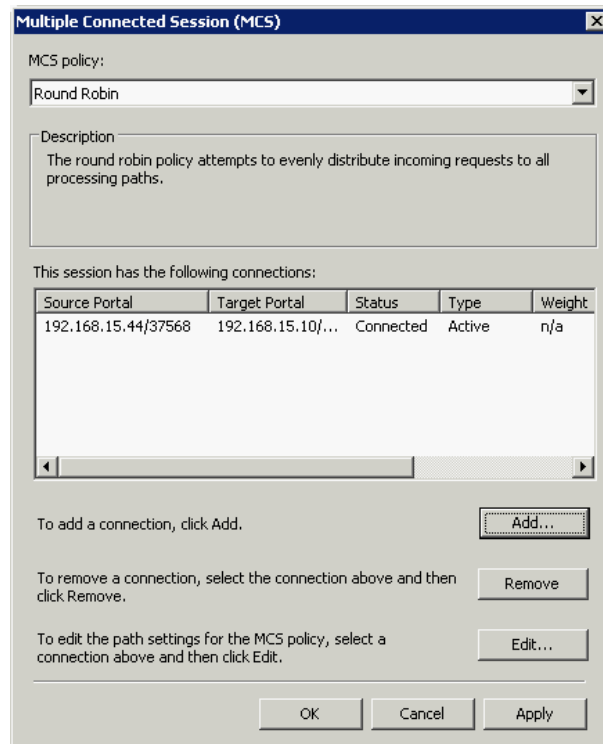 Multiple Connected Session (MCS)
MCS policy:
Round Robin
Description
The round robin policy attempts to evenly distribute incoming requests to all
processing paths.
This session has the following connections:
Source Portal Target Portal Status Type Weight
192.168.15.44/37568 192.168.15.10/... Connected Active n/a
To add a connection, click Add.
Add...
To remove a connection, select the connection above and then
click Remove.
Remove
To edit the path settings for the MCS policy, select a
connection above and then click Edit.
Edit...
OK Cancel Apply